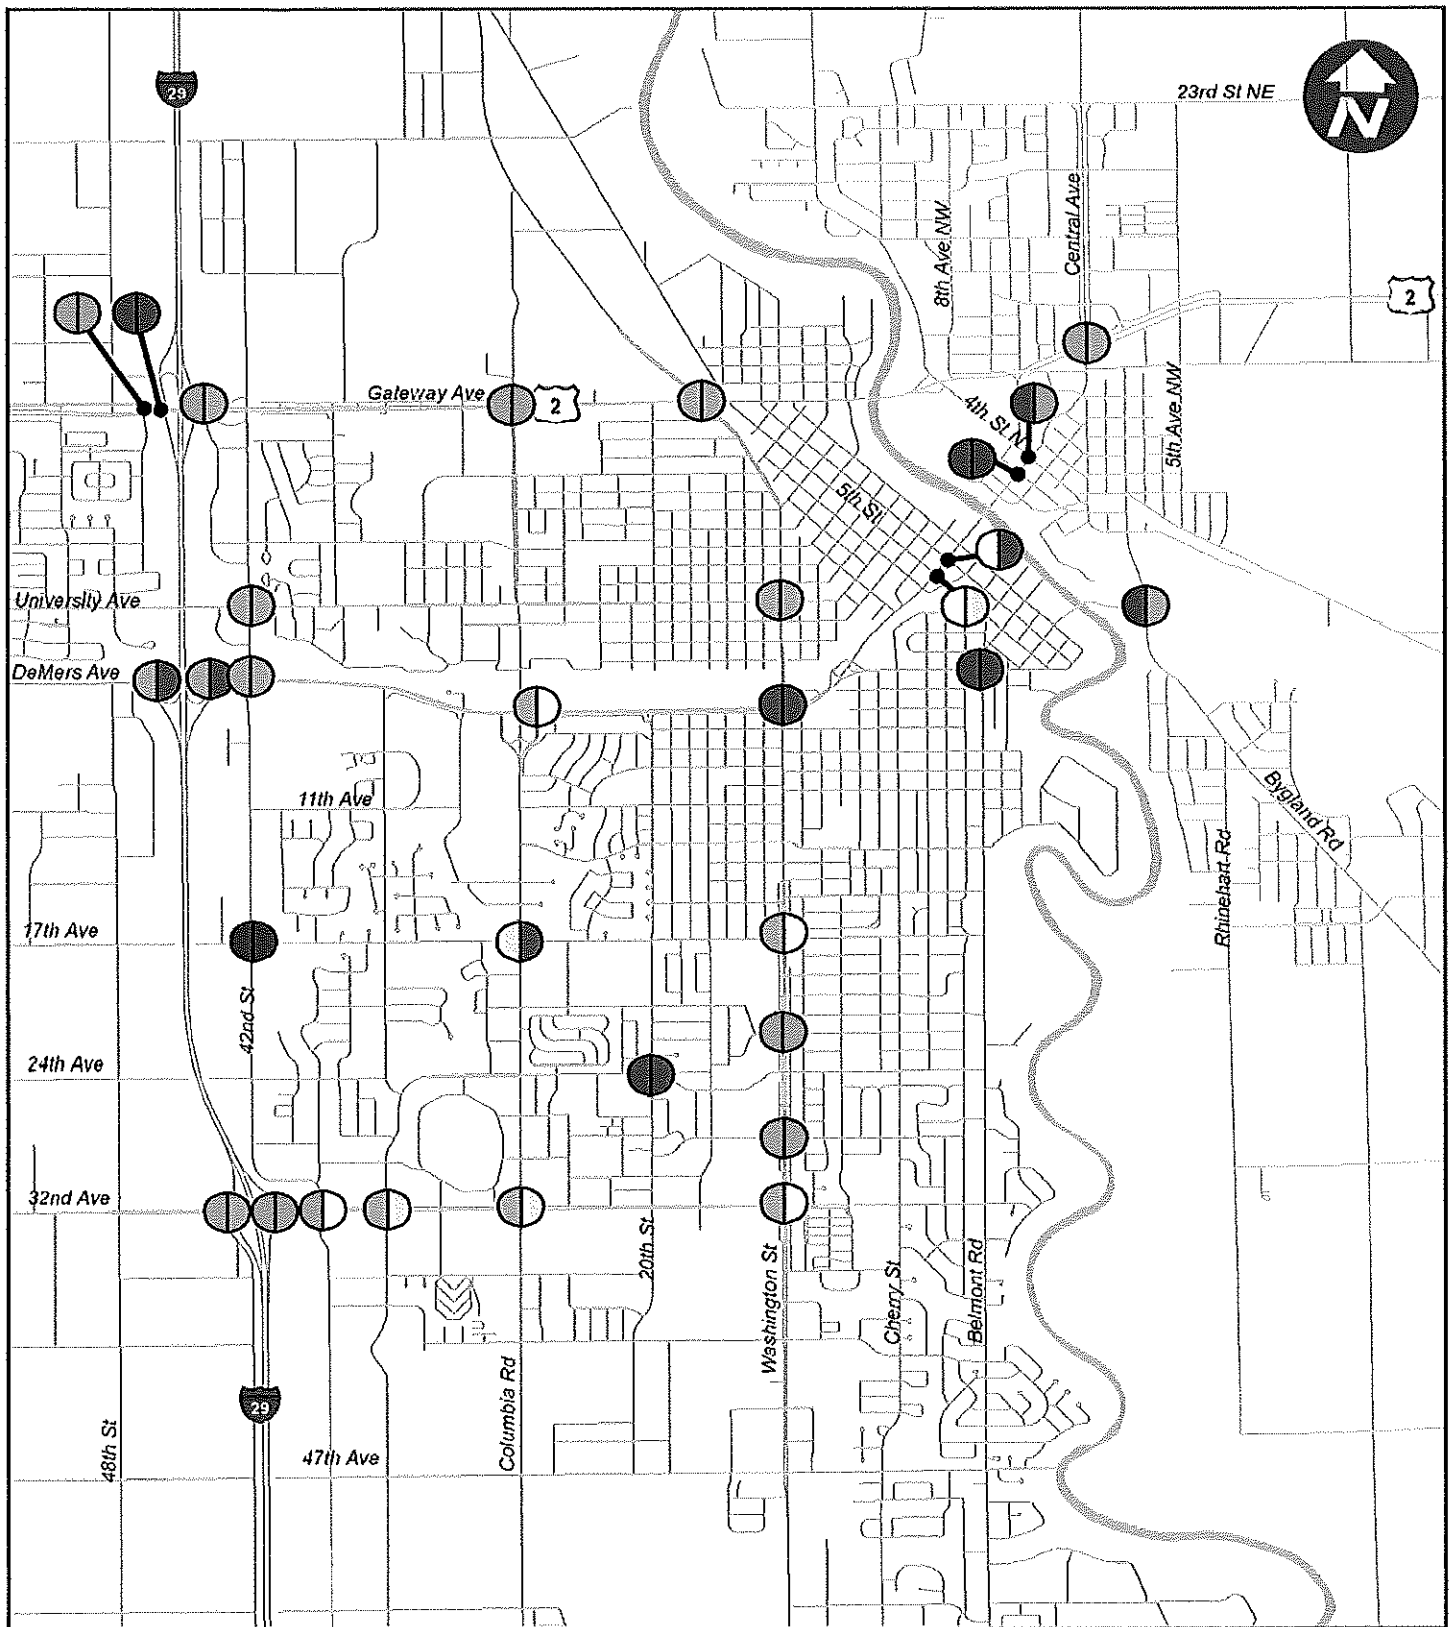 29
23rd St NE
N
8th Ave NW
Central Ave
2
Gateway Ave
2
4th St N
5th Ave NW
5th St
University Ave
DeMers Ave
11th Ave
Bygland Rd
Rhinehart Rd
17th Ave
42nd St
24th Ave
32nd Ave
20th St
Washington St
Cherry St
Belmont Rd
Columbia Rd
29
48th St
47th Ave